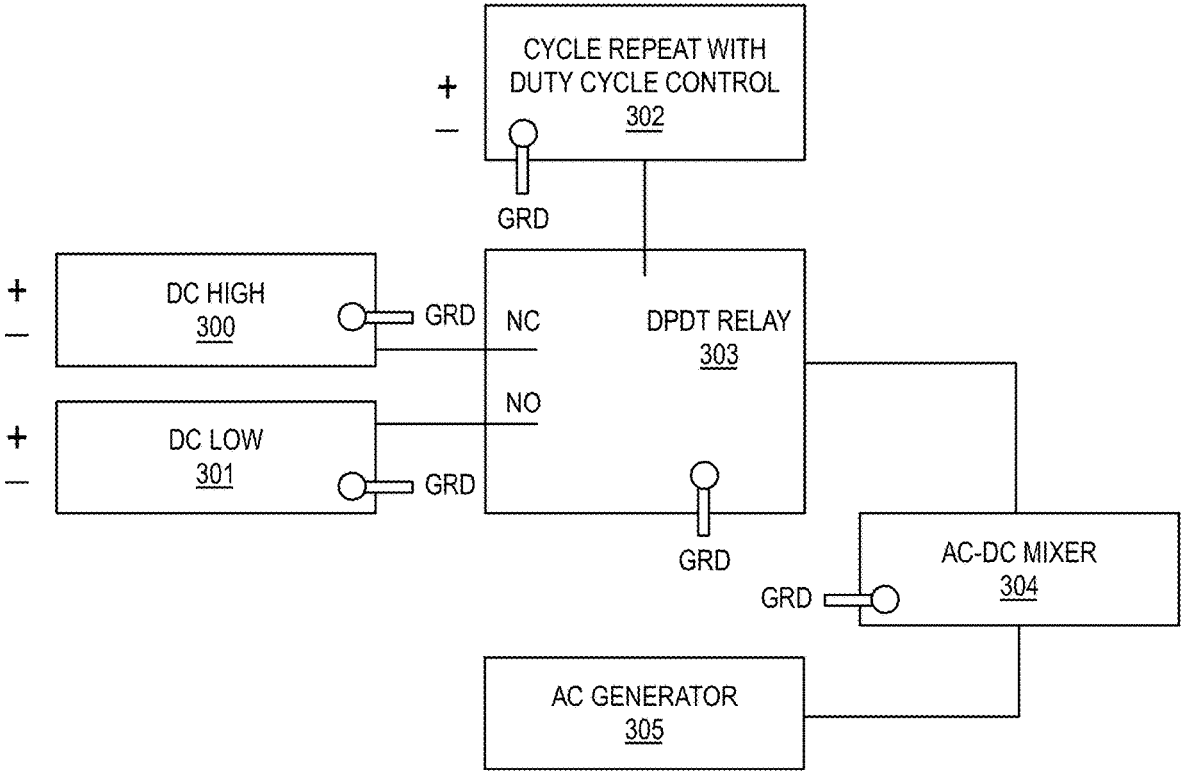 CYCLE REPEAT WITH
DUTY CYCLE CONTROL
302
+
–
GRD
DC HIGH
300
+
–
GRD
NC
DPDT RELAY
303
NO
DC LOW
301
+
–
GRD
GRD
AC-DC MIXER
304
GRD
AC GENERATOR
305